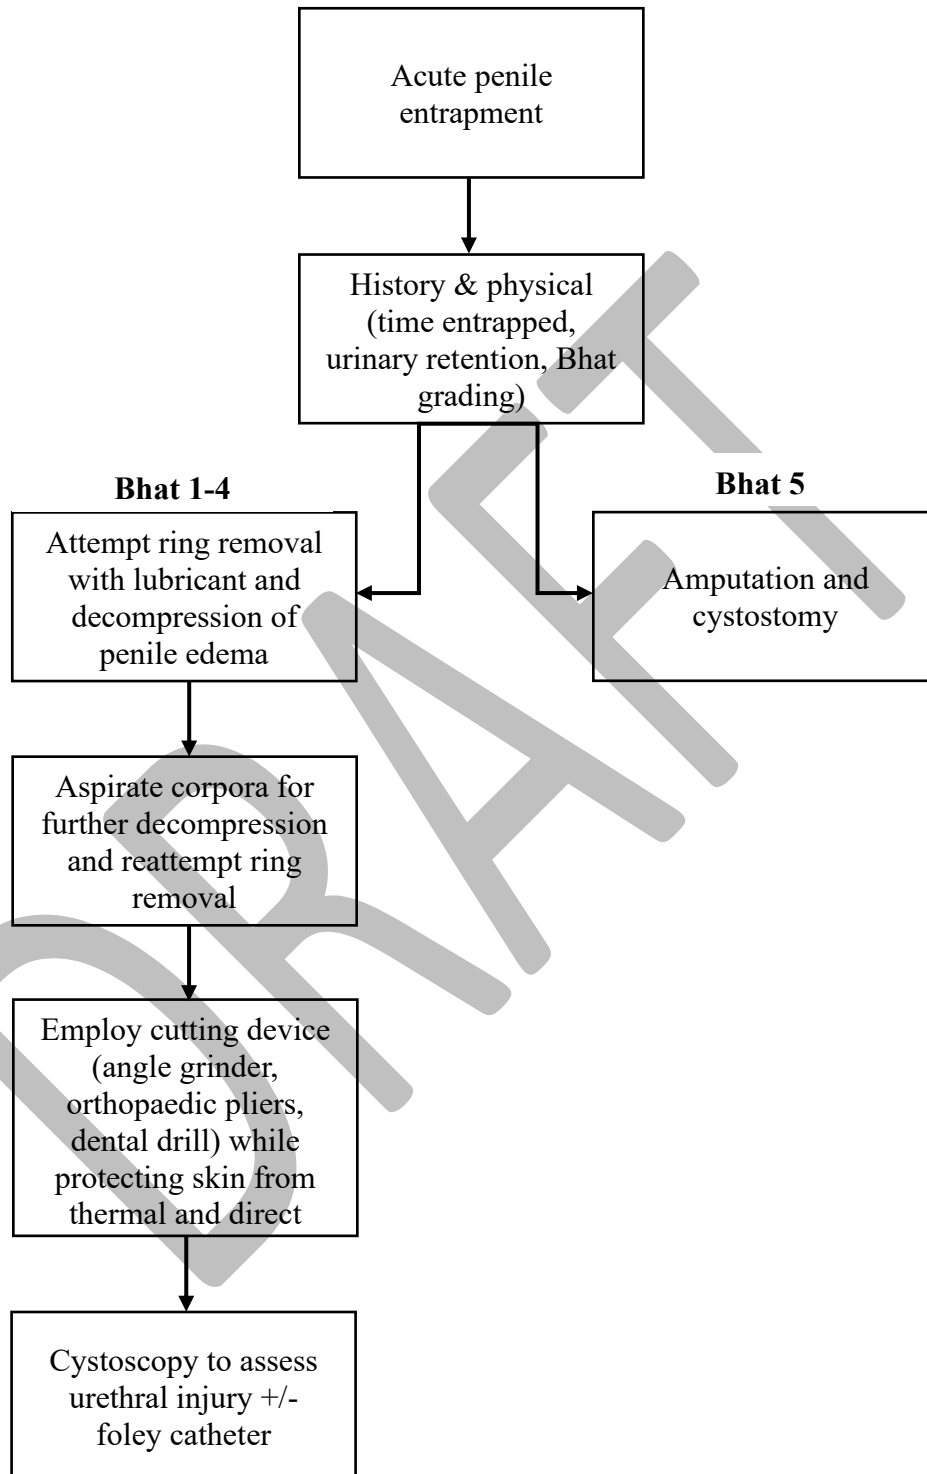 Acute penile
entrapment
History & physical
(time entrapped,
urinary retention, Bhat
grading)
Bhat 1-4
Bhat 5
Attempt ring removal
with lubricant and
decompression of
penile edema
Amputation and
cystostomy
Aspirate corpora for
further decompression
and reattempt ring
removal
Employ cutting device
(angle grinder,
orthopaedic pliers,
dental drill) while
protecting skin from
thermal and direct
Cystoscopy to assess
urethral injury +/-
foley catheter
DRAFT